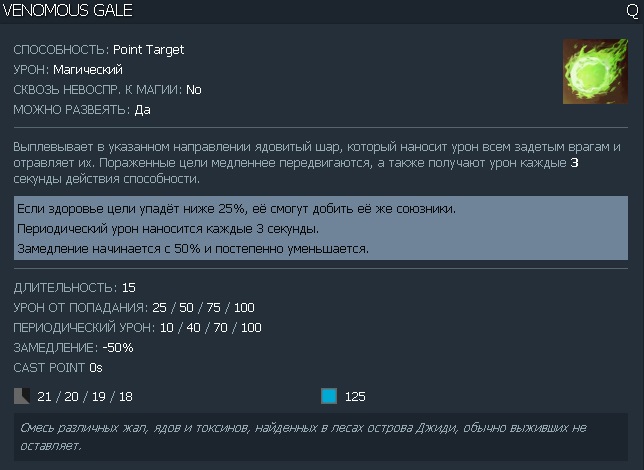 VENOMOUS GALE Q
СПОСОБНОСТЬ: Point Target
УРОН: Магический
СКВОЗЬ НЕВОСПР. К МАГИИ: No
МОЖНО РАЗВЕЯТЬ: Да
Выплевывает в указанном направлении ядовитый шар, который наносит урон всем задетым врагам и
отравляет их. Пораженные цели медленнее передвигаются, а также получают урон каждые 3
секунды действия способности.
Если здоровье цели упадёт ниже 25%, её смогут добить её же союзники.
Периодический урон наносится каждые 3 секунды.
Замедление начинается с 50% и постепенно уменьшается.
ДЛИТЕЛЬНОСТЬ: 15
УРОН ОТ ПОПАДАНИЯ: 25 / 50 / 75 / 100
ПЕРИОДИЧЕСКИЙ УРОН: 10 / 40 / 70 / 100
ЗАМЕДЛЕНИЕ: -50%
CAST POINT 0s
21 / 20 / 19 / 18 125
Смесь различных жал, ядов и токсинов, найденных в лесах острова Джиди, обычно выживших не
оставляет.